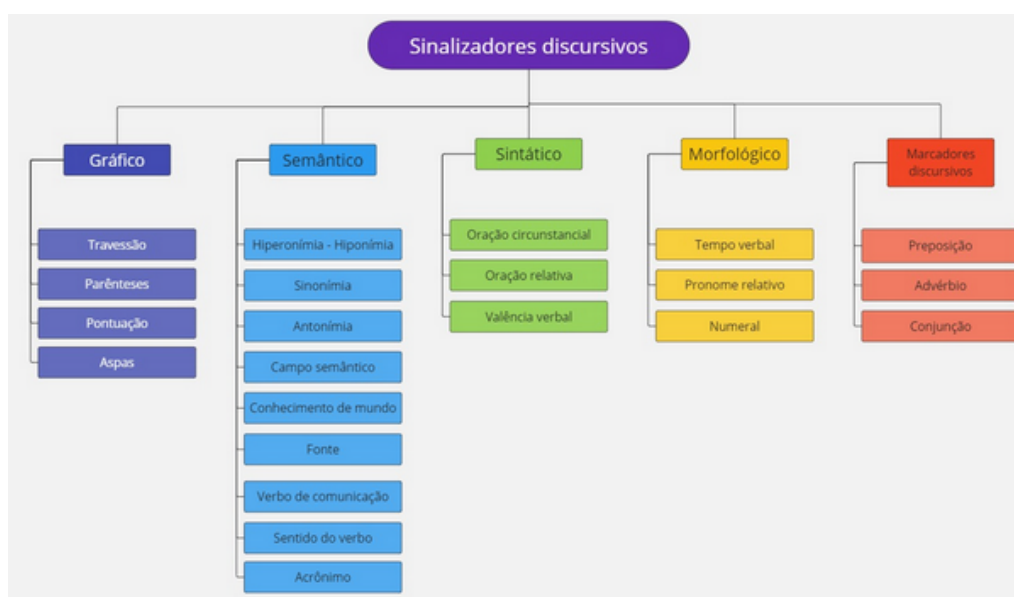 Sinalizadores discursivos
Gráfico
Travessão
Parênteses
Pontuação
Aspas
Semântico
Hiperonímia - Hiponímia
Sinonímia
Antonímia
Campo semântico
Conhecimento de mundo
Fonte
Verbo de comunicação
Sentido do verbo
Acrônimo
Sintático
Oração circunstancial
Oração relativa
Valência verbal
Morfológico
Tempo verbal
Pronome relativo
Numeral
Marcadores
discursivos
Preposição
Advérbio
Conjunção